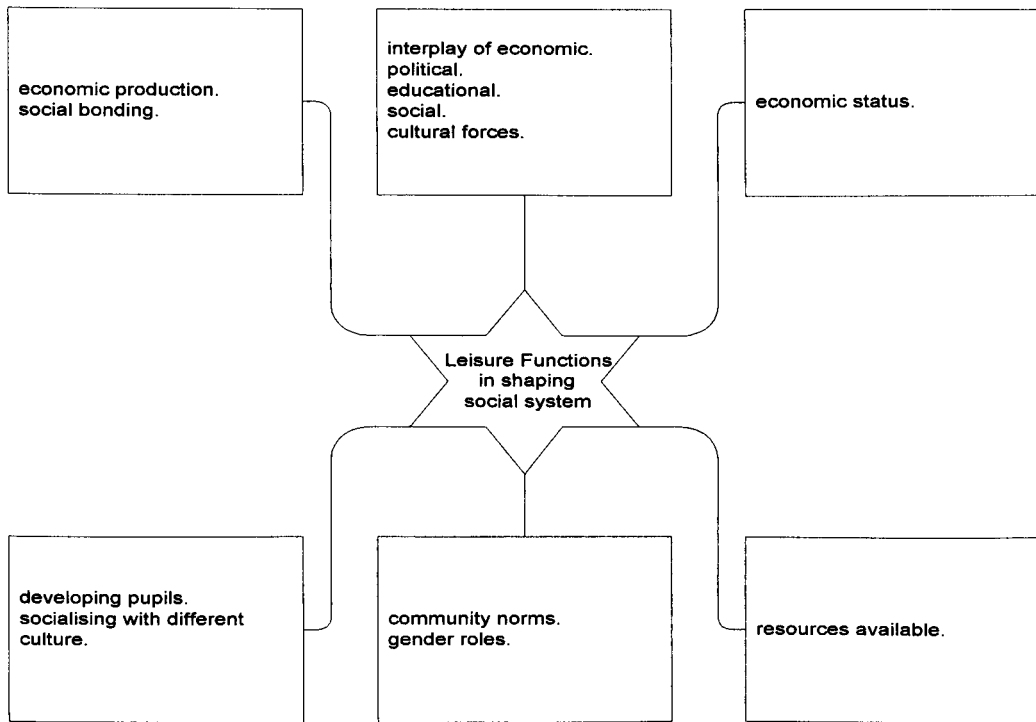 economic production.
social bonding.
interplay of economic.
political.
educational.
social.
cultural forces.
economic status.
Leisure Functions
in shaping
social system
developing pupils.
socialising with different
culture.
community norms.
gender roles.
resources available.